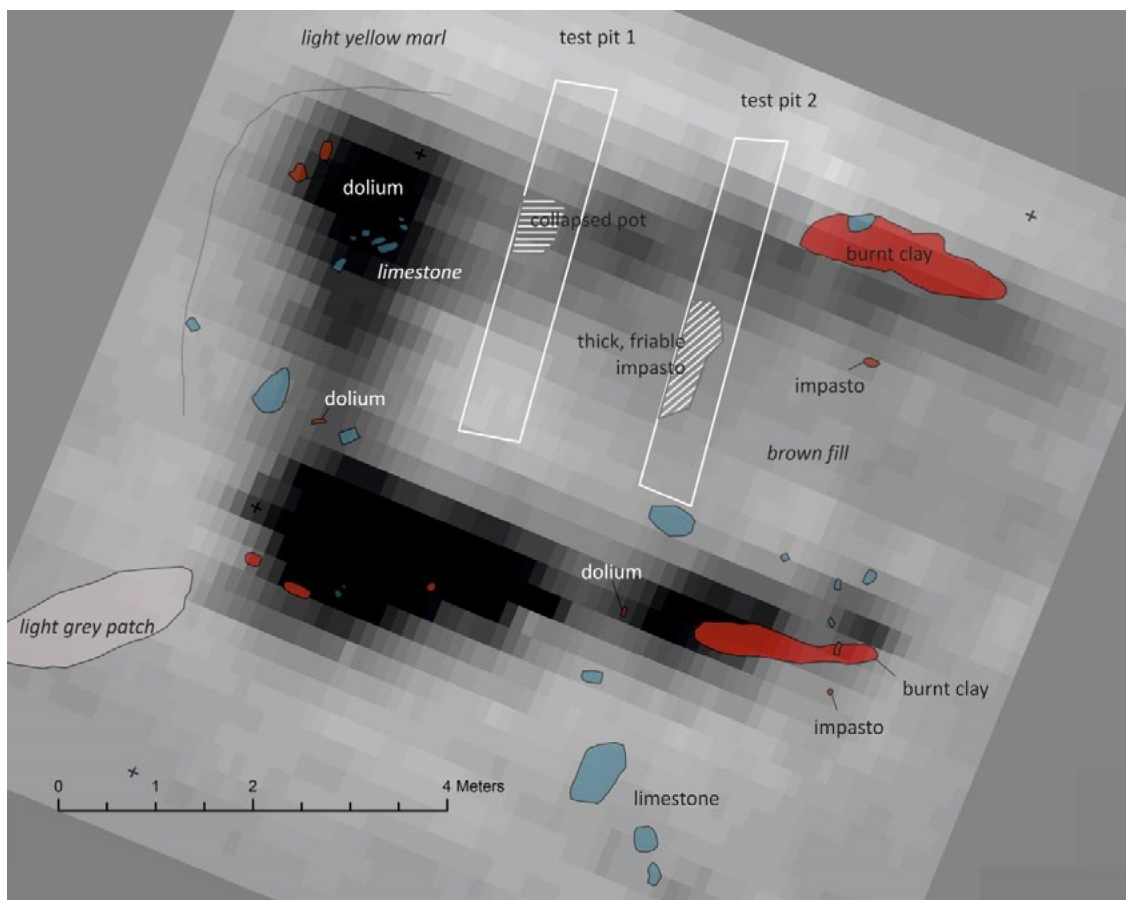 light yellow marl
test pit 1
test pit 2
dolium
collapsed pot
burnt clay
limestone
thick, friable
impasto
impasto
dolium
brown fill
dolium
light grey patch
burnt clay
impasto
0 1 2 4 Meters
limestone